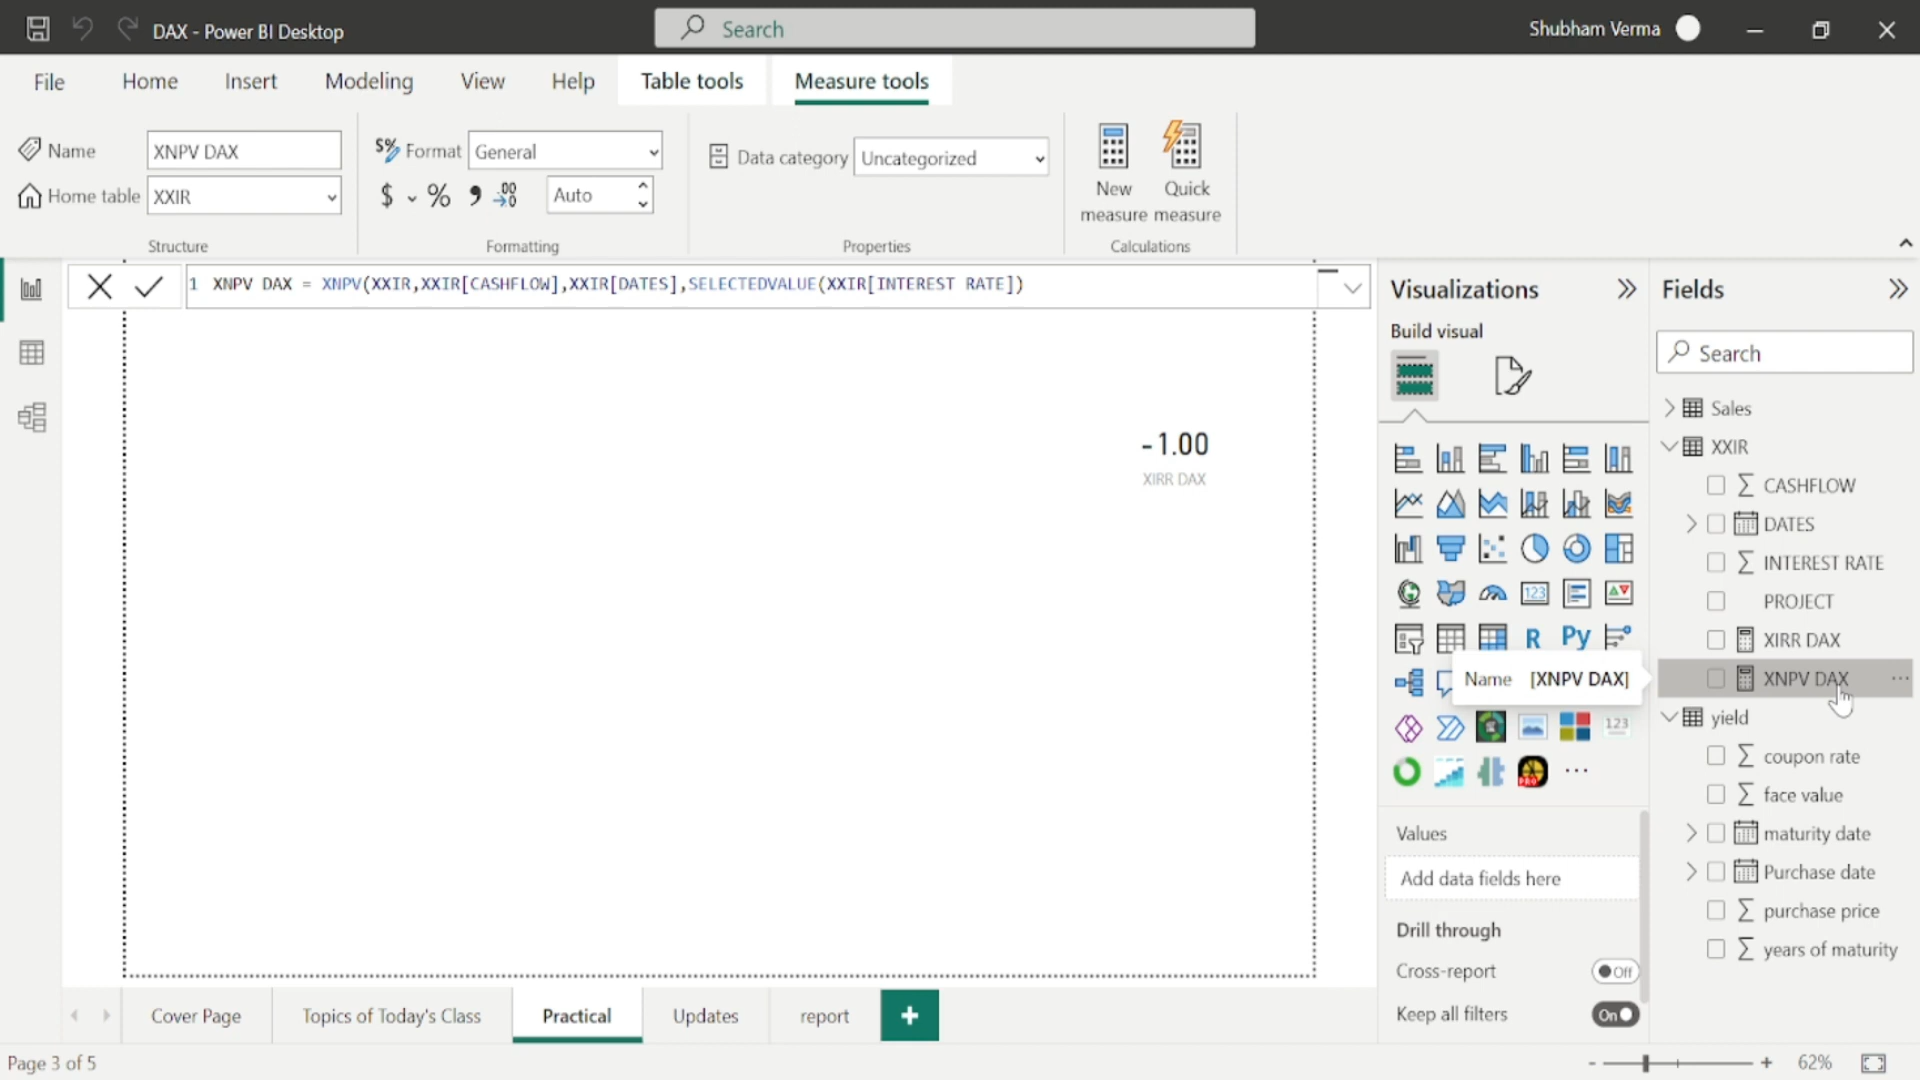 DAX - Power BI Desktop
Search
Shubham Verma
File
Home
Insert
Modeling
View
Help
Table tools
Measure tools
Name
XNPV DAX
Home table
XXIR
Structure
$% Format
General
$ % 9 .00 →0
Auto
Formatting
Data category
Uncategorized
Properties
New measure
Quick measure
Calculations
1 XNPV DAX = XNPV(XXIR,XXIR[CASHFLOW],XXIR[DATES],SELECTEDVALUE(XXIR[INTEREST RATE])
-1.00
XIRR DAX
Visualizations
Build visual
123
R
Py
Name [XNPV DAX]
123
PRO
Values
Add data fields here
Drill through
Cross-report
Off
Keep all filters
On
Fields
Search
Sales
XXIR
CASHFLOW
DATES
INTEREST RATE
PROJECT
XIRR DAX
XNPV DAX
yield
coupon rate
face value
maturity date
Purchase date
purchase price
years of maturity
Cover Page
Topics of Today's Class
Practical
Updates
report
+
Page 3 of 5
- + 62%